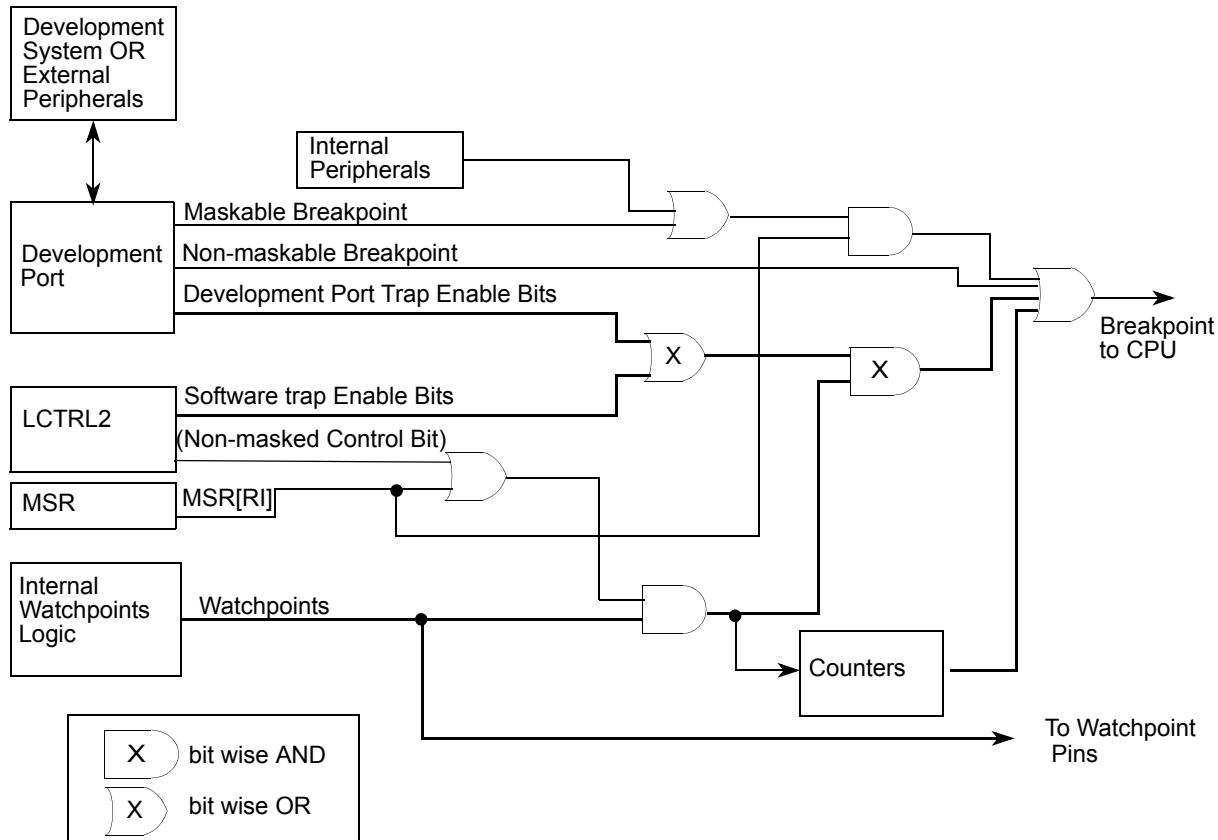 Development
System OR
External
Peripherals
Internal
Peripherals
Maskable Breakpoint
Development
Port
Non-maskable Breakpoint
Development Port Trap Enable Bits
Breakpoint
to CPU
X
X
LCTRL2
Software trap Enable Bits
(Non-masked Control Bit)
MSR
MSR[RI]
Internal
Watchpoints
Logic
Watchpoints
Counters
To Watchpoint
Pins
X bit wise AND
X bit wise OR